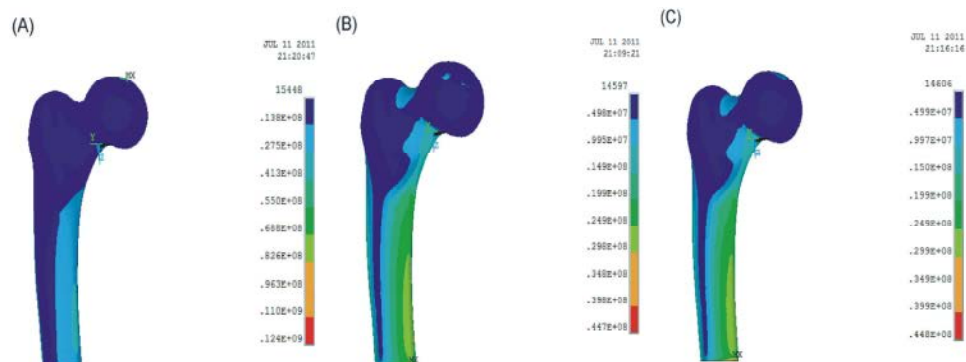 (A)
JUL 11 2011
21:20:47
MX
Y
15448
.138E+08
.275E+08
.413E+08
.550E+08
.688E+08
.826E+08
.963E+08
.110E+09
.124E+09
(B)
JUL 11 2011
21:09:21
14597
.498E+07
.995E+07
.149E+08
.199E+08
.249E+08
.298E+08
.348E+08
.398E+08
.447E+08
(C)
JUL 11 2011
21:16:16
14606
.499E+07
.997E+07
.150E+08
.199E+08
.249E+08
.299E+08
.349E+08
.399E+08
.448E+08